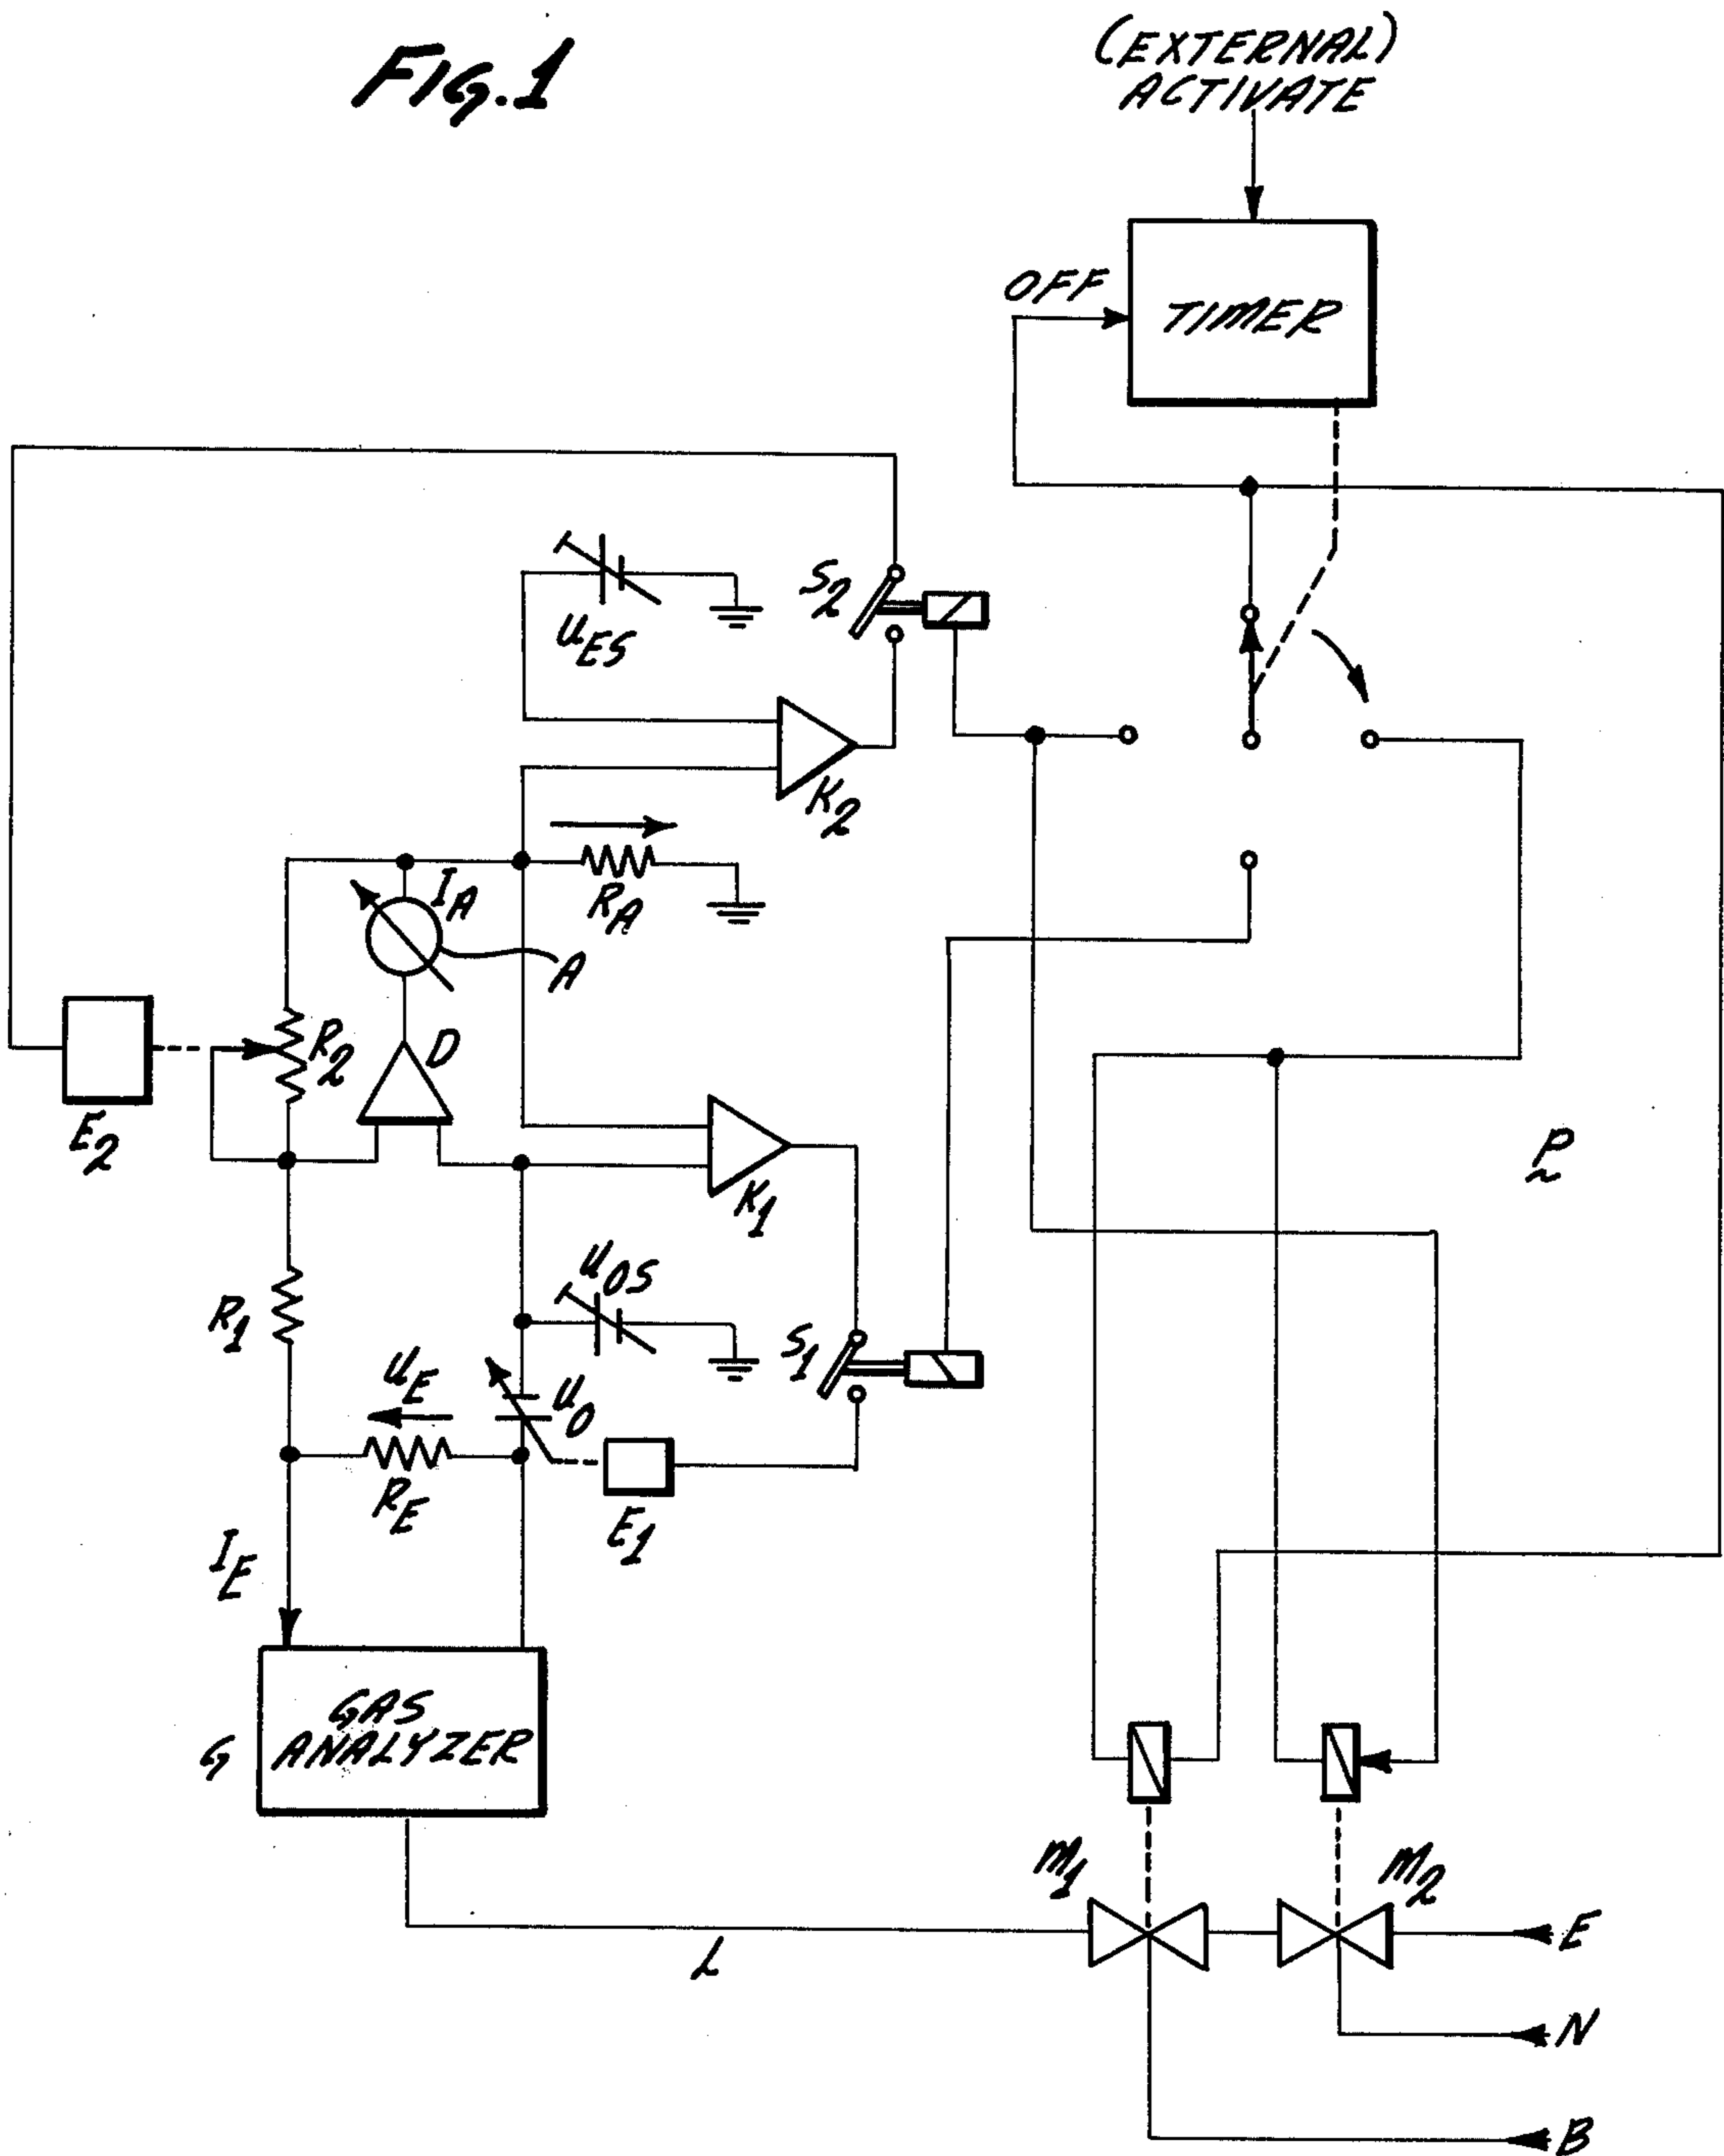 FIG.1
(EXTERNAL)
ACTIVATE
OFF
TIMER
S2
UES
K2
IA
RA
A
R2
D
E2
K1
P
UOS
R1
S1
UE
UO
RE
E1
IE
GAS
ANALYZER
G
M1
M2
E
L
N
B